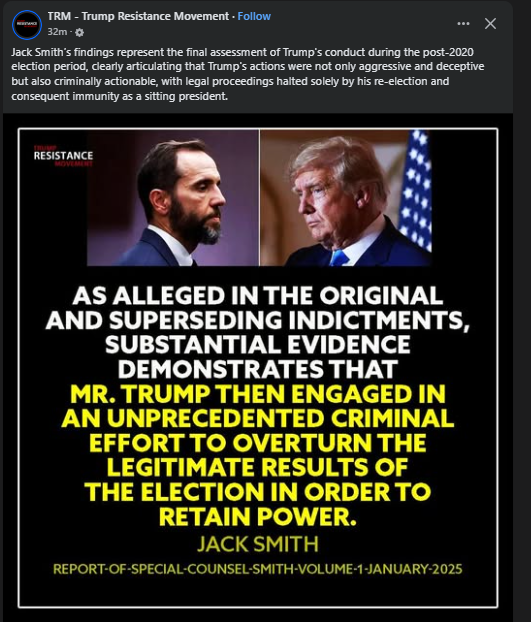 TRM - Trump Resistance Movement · Follow
32m ·
Jack Smith's findings represent the final assessment of Trump's conduct during the post-2020
election period, clearly articulating that Trump's actions were not only aggressive and deceptive
but also criminally actionable, with legal proceedings halted solely by his re-election and
consequent immunity as a sitting president.
TRUMP
RESISTANCE
MOVEMENT
AS ALLEGED IN THE ORIGINAL
AND SUPERSEDING INDICTMENTS,
SUBSTANTIAL EVIDENCE
DEMONSTRATES THAT
MR. TRUMP THEN ENGAGED IN
AN UNPRECEDENTED CRIMINAL
EFFORT TO OVERTURN THE
LEGITIMATE RESULTS OF
THE ELECTION IN ORDER TO
RETAIN POWER.
JACK SMITH
REPORT-OF-SPECIAL-COUNSEL-SMITH-VOLUME-1-JANUARY-2025